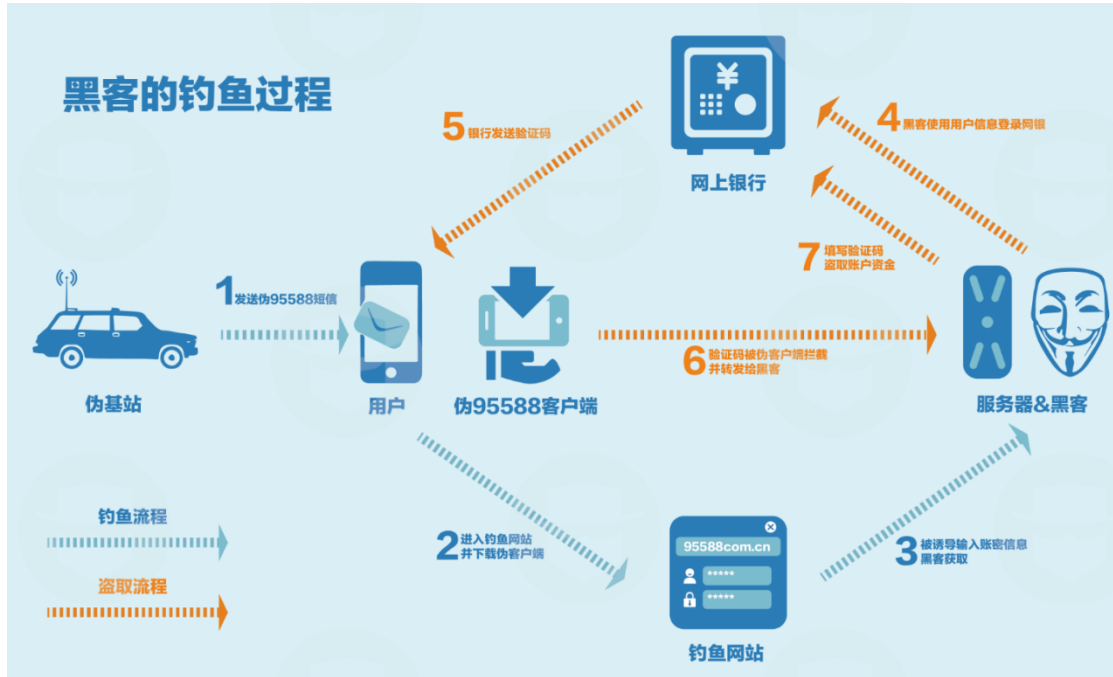 黑客的钓鱼过程
¥
5 银行发送验证码
4 黑客使用用户信息登录网银
网上银行
7 填写验证码
盗取账户资金
1 发送伪95588短信
6 验证码被伪客户端拦截
并转发给黑客
伪基站
用户
伪95588客户端
服务器&黑客
钓鱼流程
盗取流程
2 进入钓鱼网站
并下载伪客户端
95588com.cn
*****
*****
3 被诱导输入账密信息
黑客获取
钓鱼网站